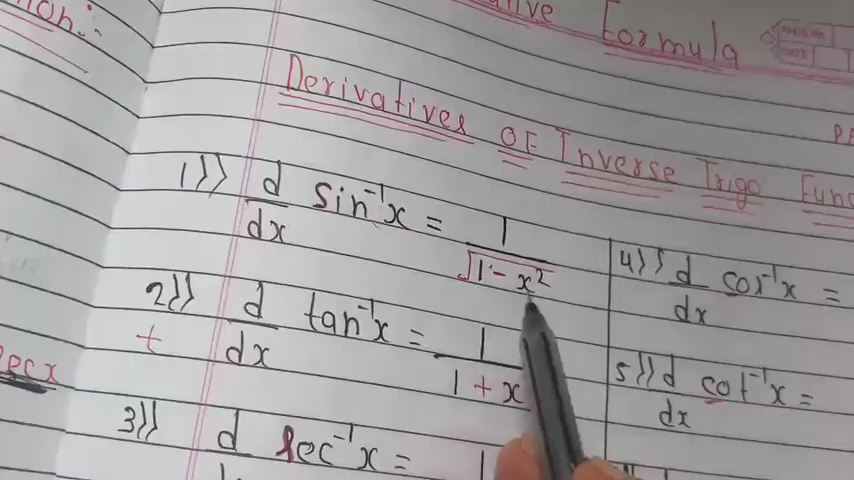 Formula
Derivatives OF Inverse Trigo
1)) d/dx sin⁻¹x = 1/√1-x²
2)) d/dx tan⁻¹x = 1/1+x
+
3)) d sec⁻¹x = 1
4)) d/dx cos⁻¹x =
5)) d/dx cot⁻¹x =